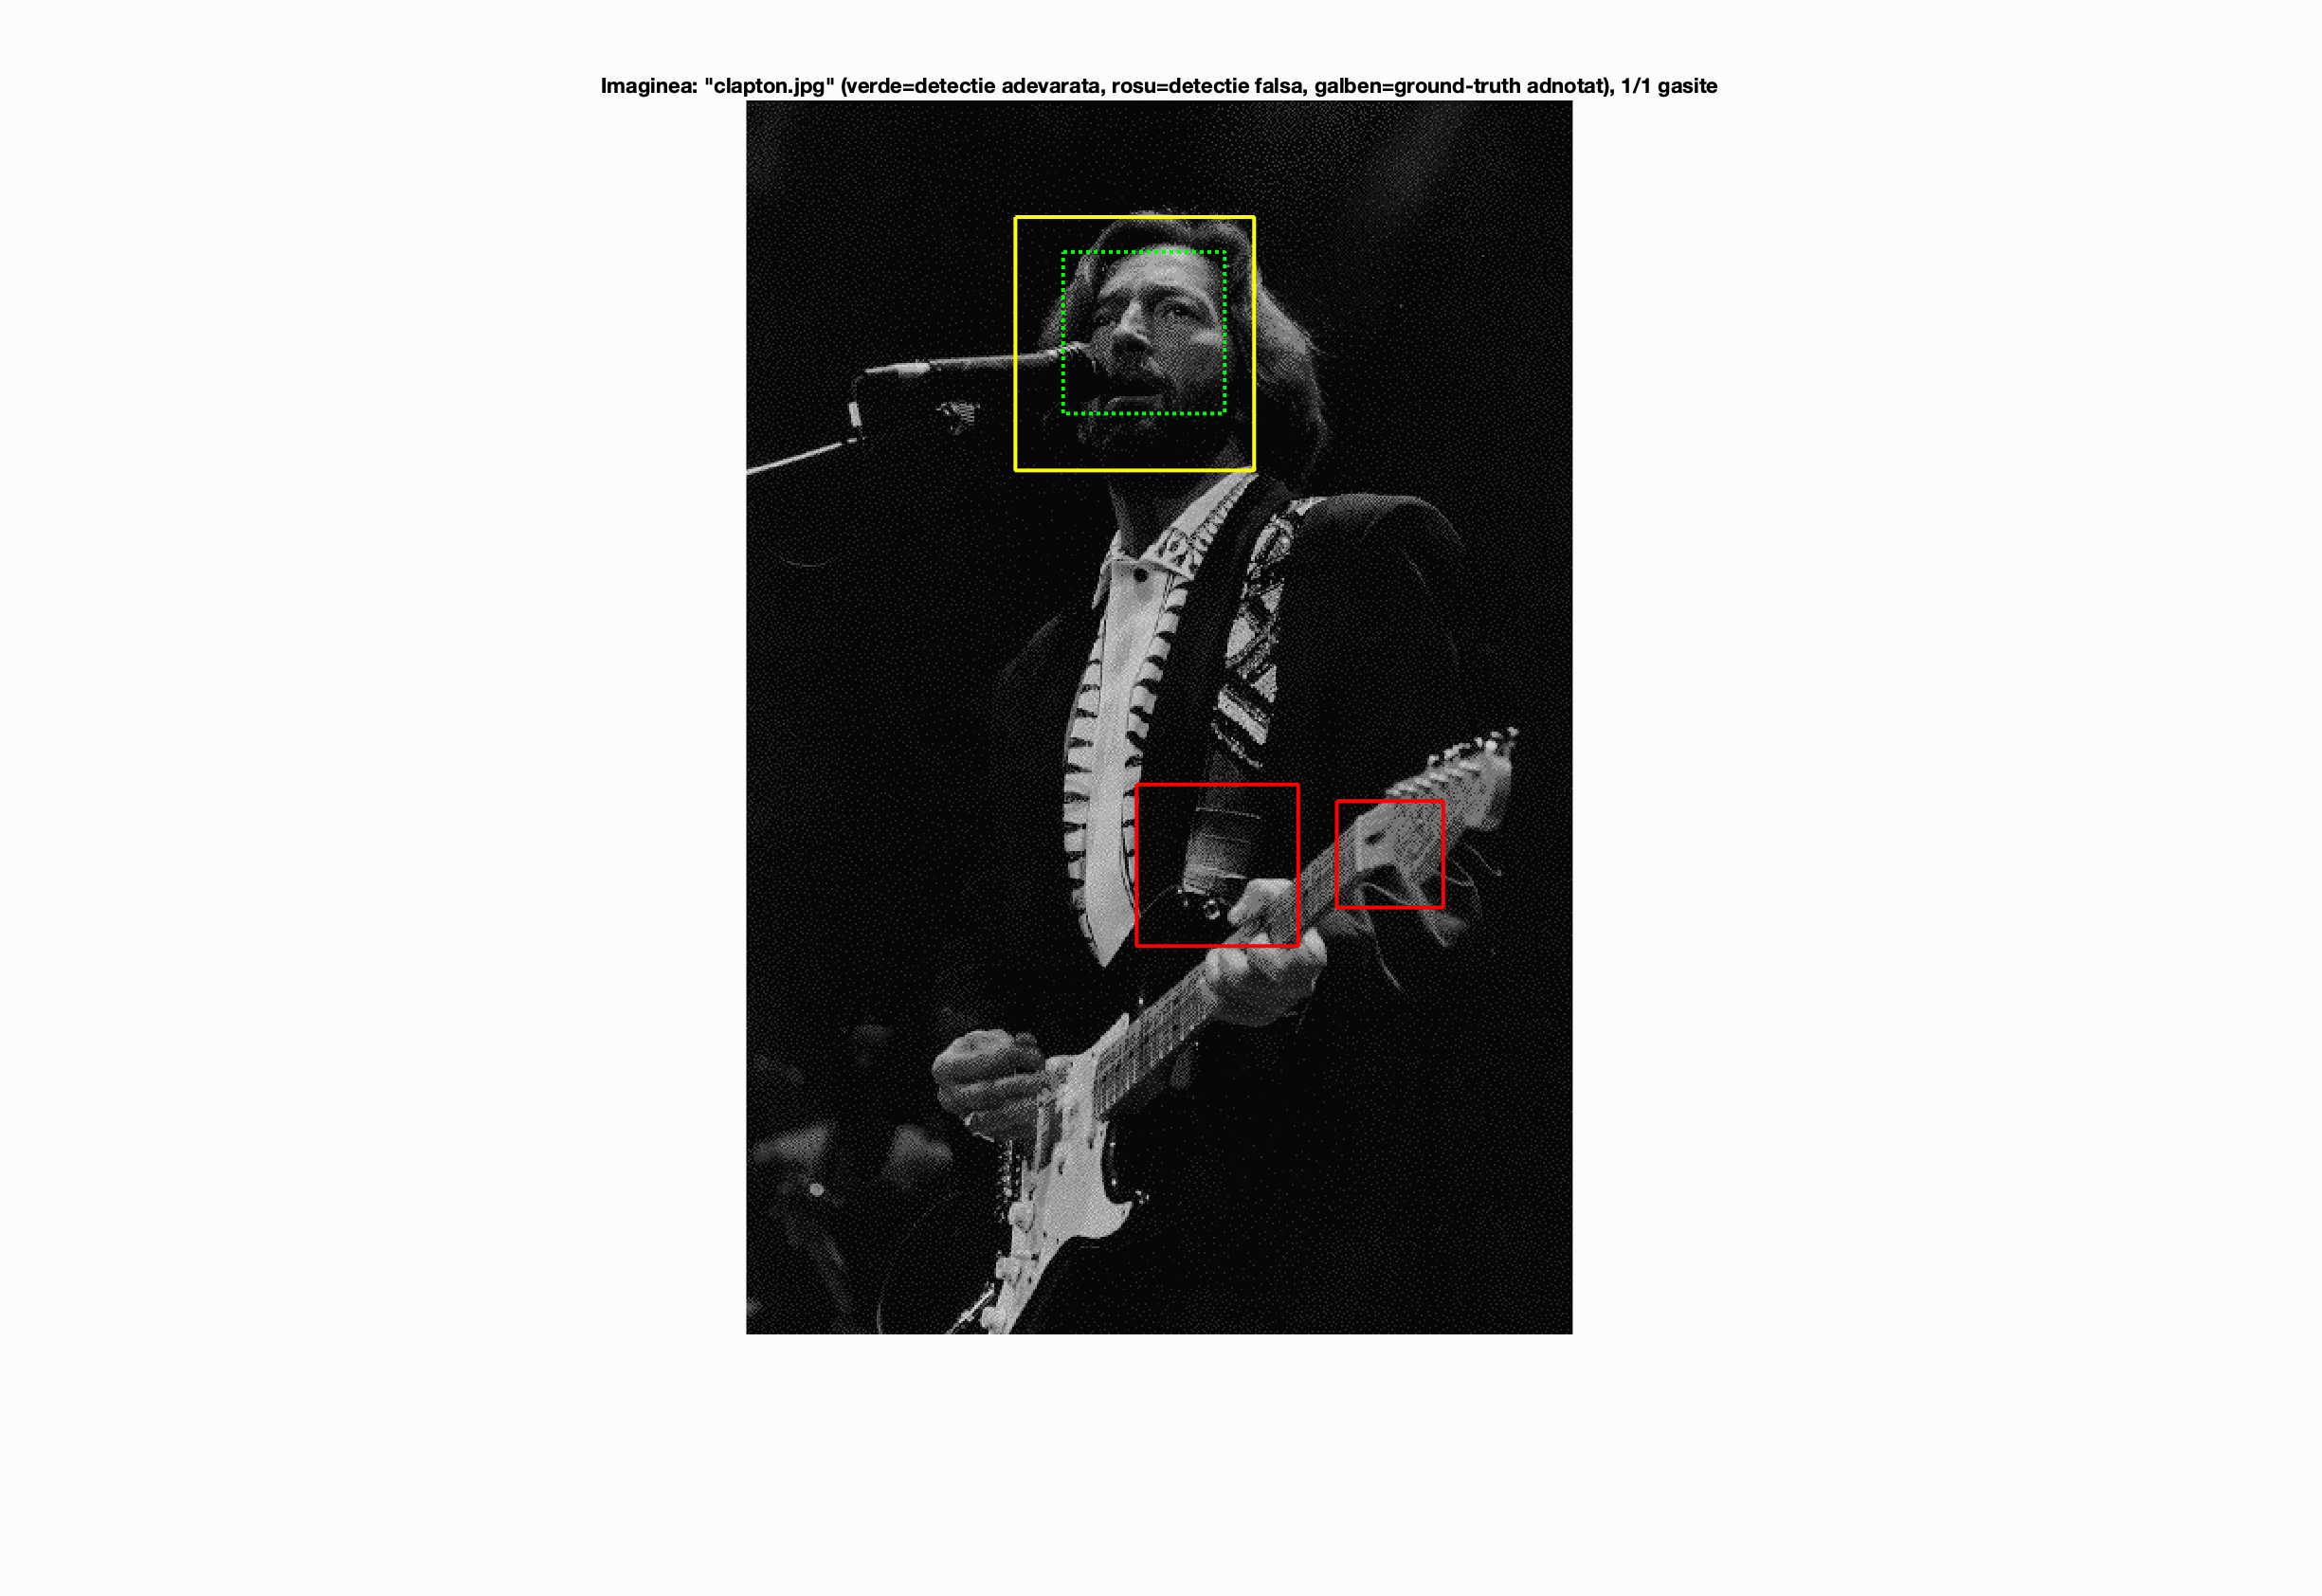 Imaginea: "clapton.jpg" (verde=detectie adevarata, rosu=detectie falsa, galben=ground-truth adnotat), 1/1 gasite